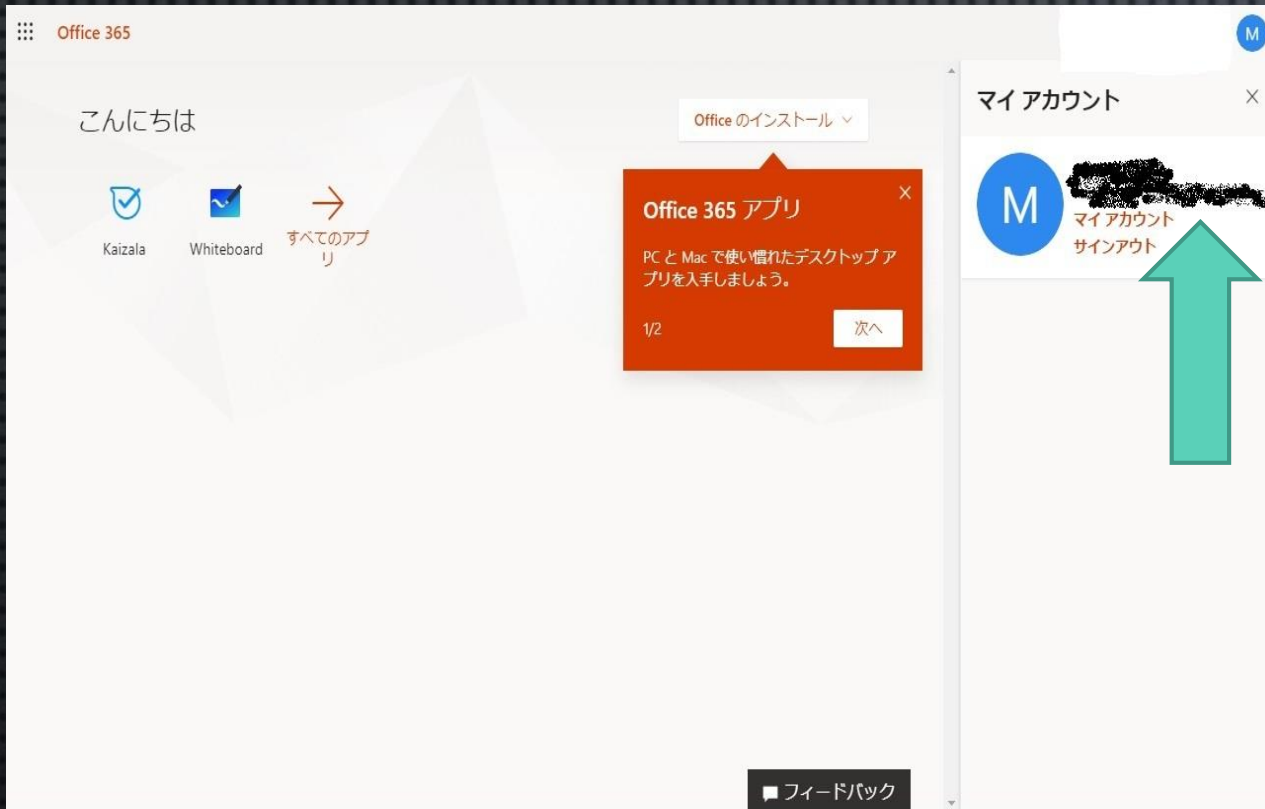 Office 365
M
こんにちは
Office のインストール
マイ アカウント
M
マイ アカウント
サインアウト
Kaizala
Whiteboard
すべてのアプ
リ
Office 365 アプリ
PC と Mac で使い慣れたデスクトップ ア
プリを入手しましょう。
1/2
次へ
フィードバック